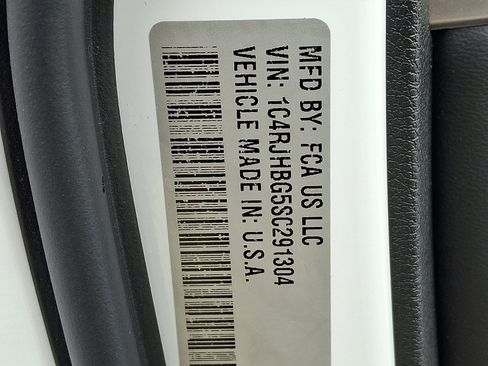 MFD BY: FCA US LLC
VIN: 1C4RJHBG5SC291304
VEHICLE MADE IN: U.S.A.